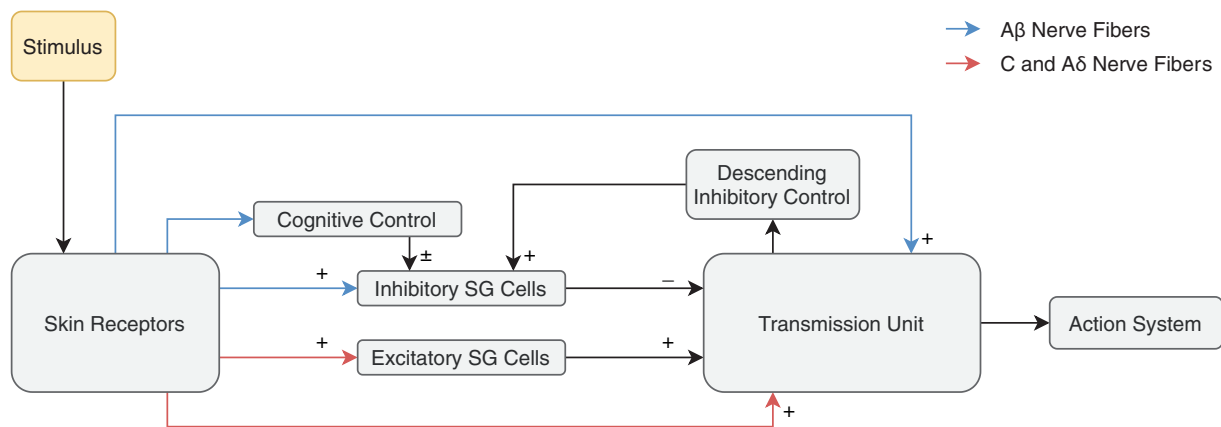 Stimulus
Aβ Nerve Fibers
C and Aδ Nerve Fibers
Descending
Inhibitory Control
Cognitive Control
+
±
+
+
Inhibitory SG Cells
−
Skin Receptors
Transmission Unit
Action System
+
Excitatory SG Cells
+
+